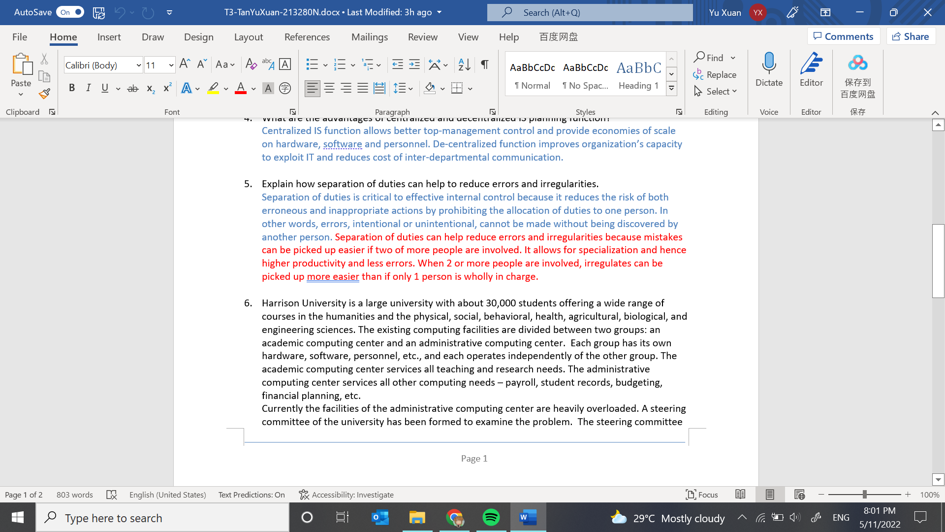 AutoSave On T3-TanYuXuan-213280N.docx • Last Modified: 3h ago Search (Alt+Q) Yu Xuan YX
File Home Insert Draw Design Layout References Mailings Review View Help 百度网盘 Comments Share
Paste Calibri (Body) 11 A^ Aˇ Aa A
AaBbCcDc AaBbCcDc AaBbC
¶ Normal ¶ No Spac... Heading 1
Find
Replace
Select
Dictate Editor 保存到
百度网盘
B I U ab x₂ x² A A A
Clipboard Font Paragraph Styles Editing Voice Editor 保存
4. What are the advantages of centralized and decentralized IS planning function?
Centralized IS function allows better top-management control and provide economies of scale
on hardware, software and personnel. De-centralized function improves organization's capacity
to exploit IT and reduces cost of inter-departmental communication.
5. Explain how separation of duties can help to reduce errors and irregularities.
Separation of duties is critical to effective internal control because it reduces the risk of both
erroneous and inappropriate actions by prohibiting the allocation of duties to one person. In
other words, errors, intentional or unintentional, cannot be made without being discovered by
another person. Separation of duties can help reduce errors and irregularities because mistakes
can be picked up easier if two of more people are involved. It allows for specialization and hence
higher productivity and less errors. When 2 or more people are involved, irregulates can be
picked up more easier than if only 1 person is wholly in charge.
6. Harrison University is a large university with about 30,000 students offering a wide range of
courses in the humanities and the physical, social, behavioral, health, agricultural, biological, and
engineering sciences. The existing computing facilities are divided between two groups: an
academic computing center and an administrative computing center. Each group has its own
hardware, software, personnel, etc., and each operates independently of the other group. The
academic computing center services all teaching and research needs. The administrative
computing center services all other computing needs – payroll, student records, budgeting,
financial planning, etc.
Currently the facilities of the administrative computing center are heavily overloaded. A steering
committee of the university has been formed to examine the problem. The steering committee
Page 1
Page 1 of 2 803 words English (United States) Text Predictions: On Accessibility: Investigate Focus 100%
Type here to search 29°C Mostly cloudy ENG 8:01 PM
5/11/2022